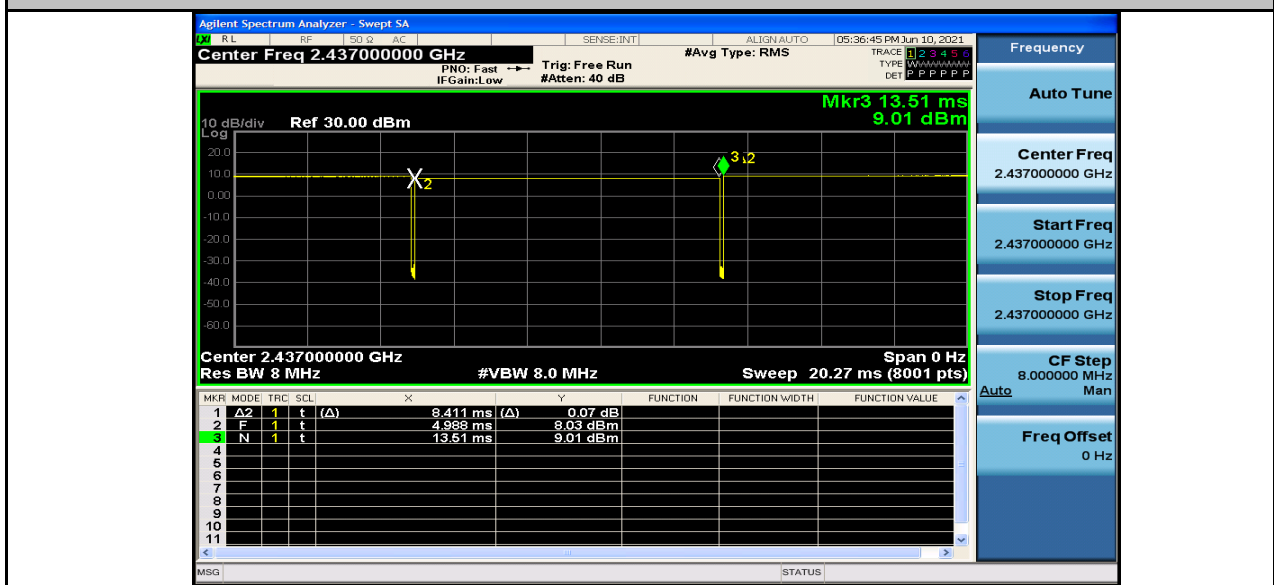 Agilent Spectrum Analyzer - Swept SA
LXI RL RF 50 Ω AC SENSE:INT ALIGN AUTO 05:36:45 PM Jun 10, 2021
Center Freq 2.437000000 GHz #Avg Type: RMS TRACE 1 2 3 4 5 6
PNO: Fast Trig: Free Run TYPE WWWWWW
IFGain:Low #Atten: 40 dB DET P P P P P P
Mkr3 13.51 ms
10 dB/div Ref 30.00 dBm 9.01 dBm
Log
20.0
10.0
0.00
-10.0
-20.0
-30.0
-40.0
-50.0
-60.0
2
3
Δ2
Center 2.437000000 GHz Span 0 Hz
Res BW 8 MHz #VBW 8.0 MHz Sweep 20.27 ms (8001 pts)
MKR MODE TRC SCL X Y FUNCTION FUNCTION WIDTH FUNCTION VALUE
1 Δ2 1 t (Δ) 8.411 ms (Δ) 0.07 dB
2 F 1 t 4.988 ms 8.03 dBm
3 N 1 t 13.51 ms 9.01 dBm
4
5
6
7
8
9
10
11
MSG STATUS
Frequency
Auto Tune
Center Freq
2.437000000 GHz
Start Freq
2.437000000 GHz
Stop Freq
2.437000000 GHz
CF Step
8.000000 MHz
Auto Man
Freq Offset
0 Hz